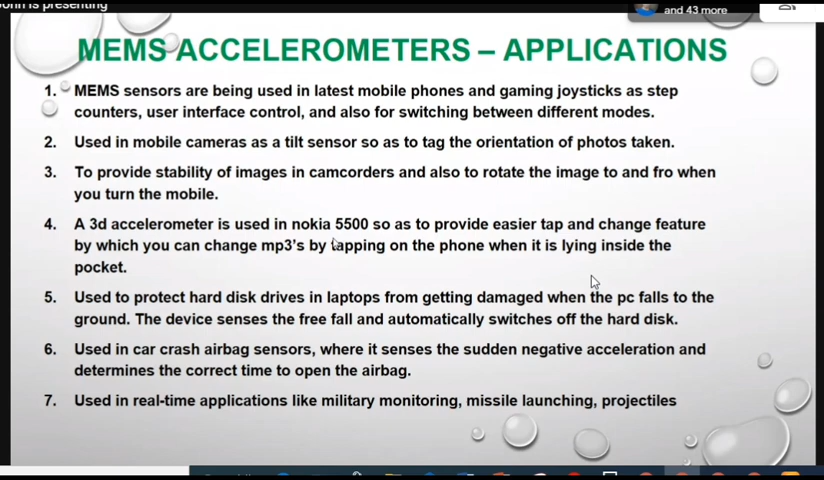 is presenting
and 43 more
MEMS ACCELEROMETERS – APPLICATIONS
1. MEMS sensors are being used in latest mobile phones and gaming joysticks as step
counters, user interface control, and also for switching between different modes.
2. Used in mobile cameras as a tilt sensor so as to tag the orientation of photos taken.
3. To provide stability of images in camcorders and also to rotate the image to and fro when
you turn the mobile.
4. A 3d accelerometer is used in nokia 5500 so as to provide easier tap and change feature
by which you can change mp3's by tapping on the phone when it is lying inside the
pocket.
5. Used to protect hard disk drives in laptops from getting damaged when the pc falls to the
ground. The device senses the free fall and automatically switches off the hard disk.
6. Used in car crash airbag sensors, where it senses the sudden negative acceleration and
determines the correct time to open the airbag.
7. Used in real-time applications like military monitoring, missile launching, projectiles